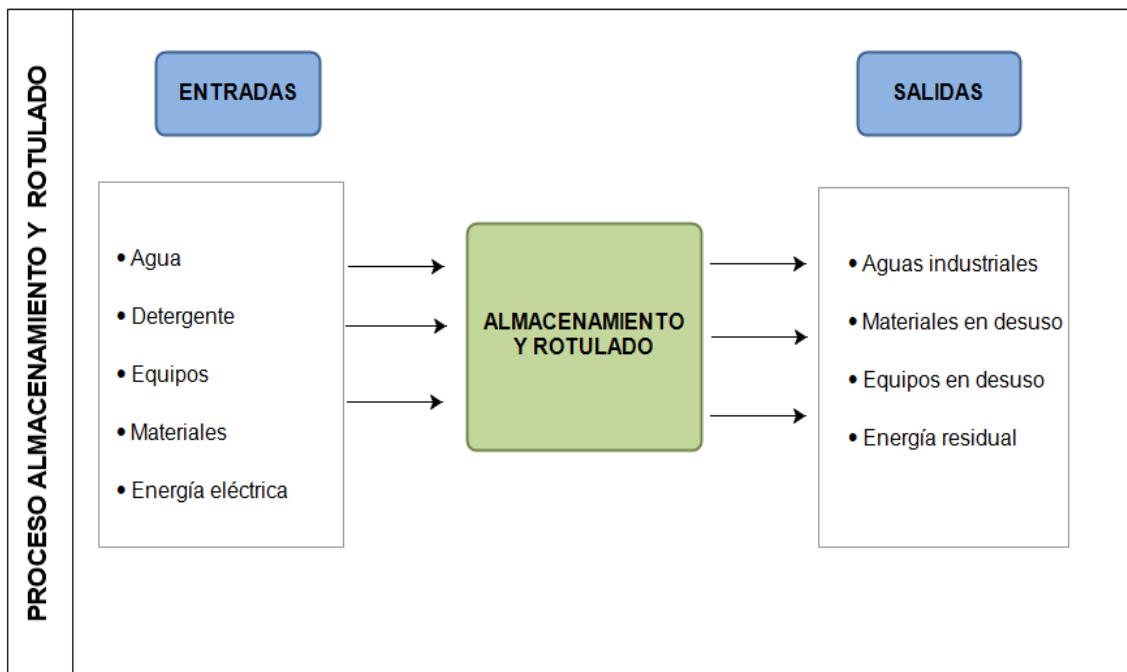 PROCESO ALMACENAMIENTO Y ROTULADO
ENTRADAS
• Agua
• Detergente
• Equipos
• Materiales
• Energía eléctrica
ALMACENAMIENTO
Y ROTULADO
SALIDAS
• Aguas industriales
• Materiales en desuso
• Equipos en desuso
• Energía residual